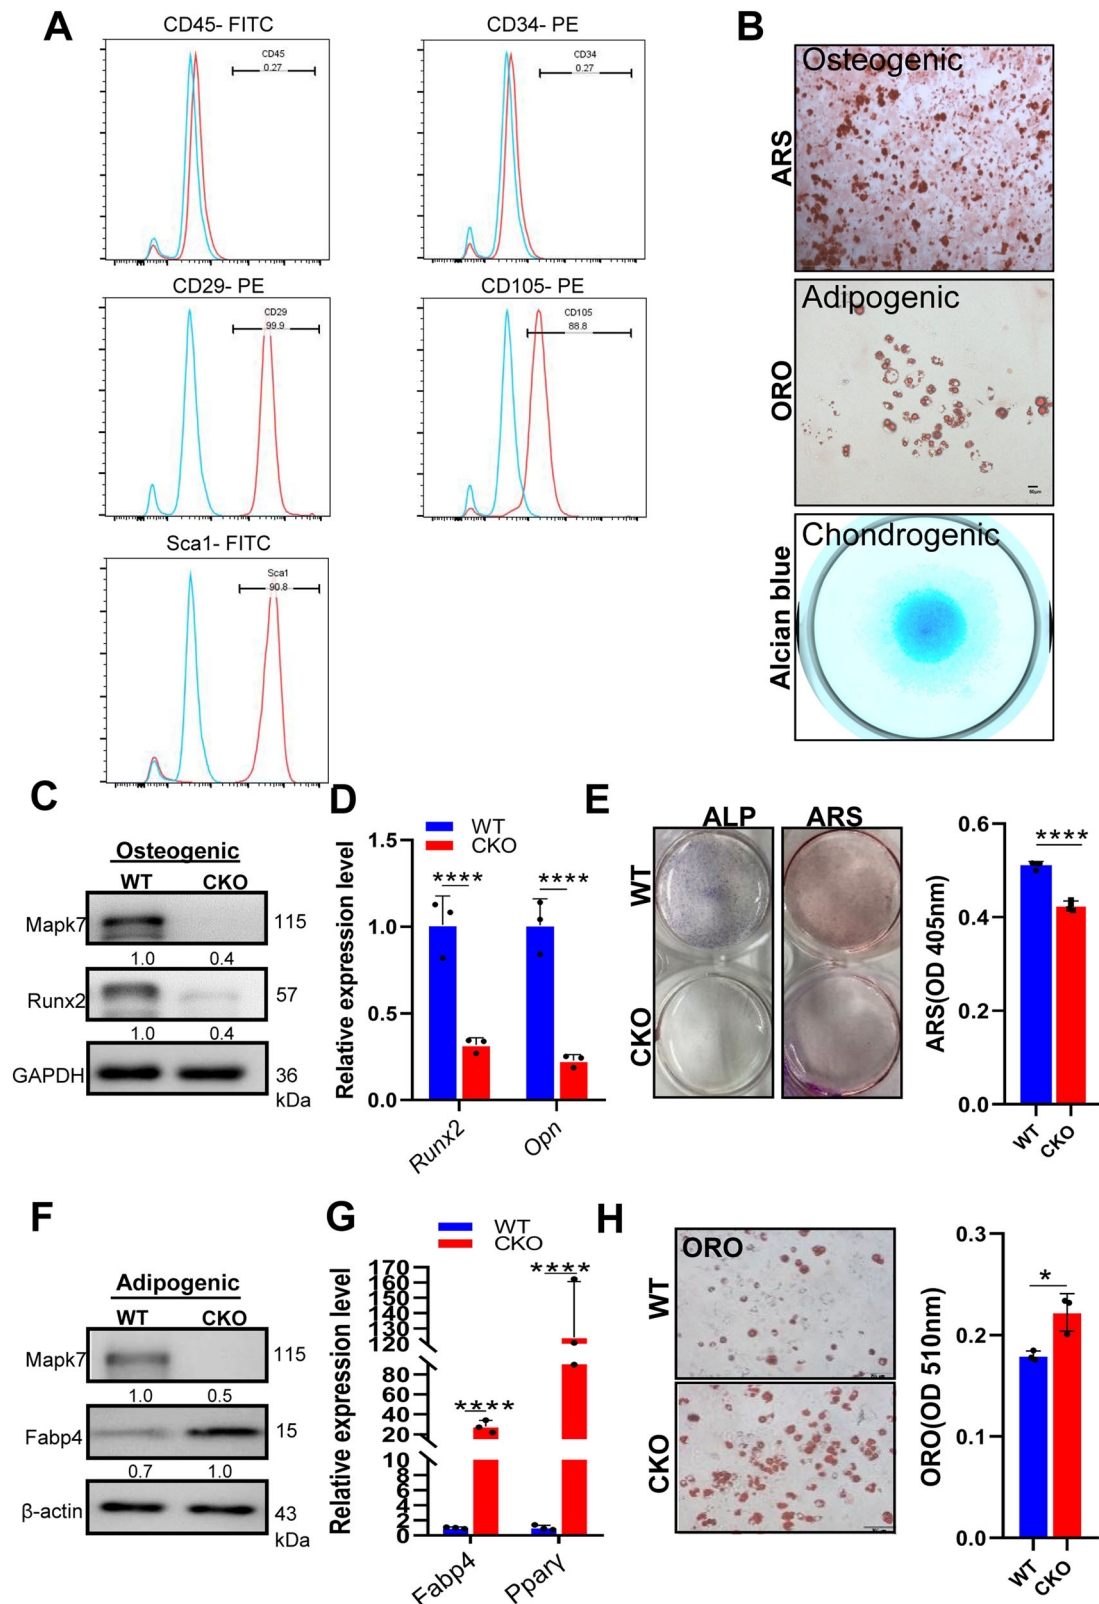 A
CD45- FITC
CD45
0.27
CD34- PE
CD34
0.27
CD29- PE
CD29
99.9
CD105- PE
CD105
88.8
Sca1- FITC
Sca1
90.8
B
Osteogenic
ARS
Adipogenic
ORO
50μm
Chondrogenic
Alcian blue
C
Osteogenic
WT CKO
Mapk7 115
1.0 0.4
Runx2 57
1.0 0.4
GAPDH 36
kDa
D
WT
CKO
Relative expression level
1.5
1.0
0.5
0.0
**** ****
Runx2 Opn
E
ALP ARS
WT
CKO
ARS(OD 405nm)
0.6
0.4
0.2
0.0
****
WT CKO
F
Adipogenic
WT CKO
Mapk7 115
1.0 0.5
Fabp4 15
0.7 1.0
β-actin 43
kDa
G
WT
CKO
Relative expression level
170
160
150
140
130
120
80
60
40
20
10
8
6
4
2
0
**** ****
Fabp4 Pparγ
H
ORO
WT
CKO
ORO(OD 510nm)
0.3
0.2
0.1
0.0
*
WT CKO